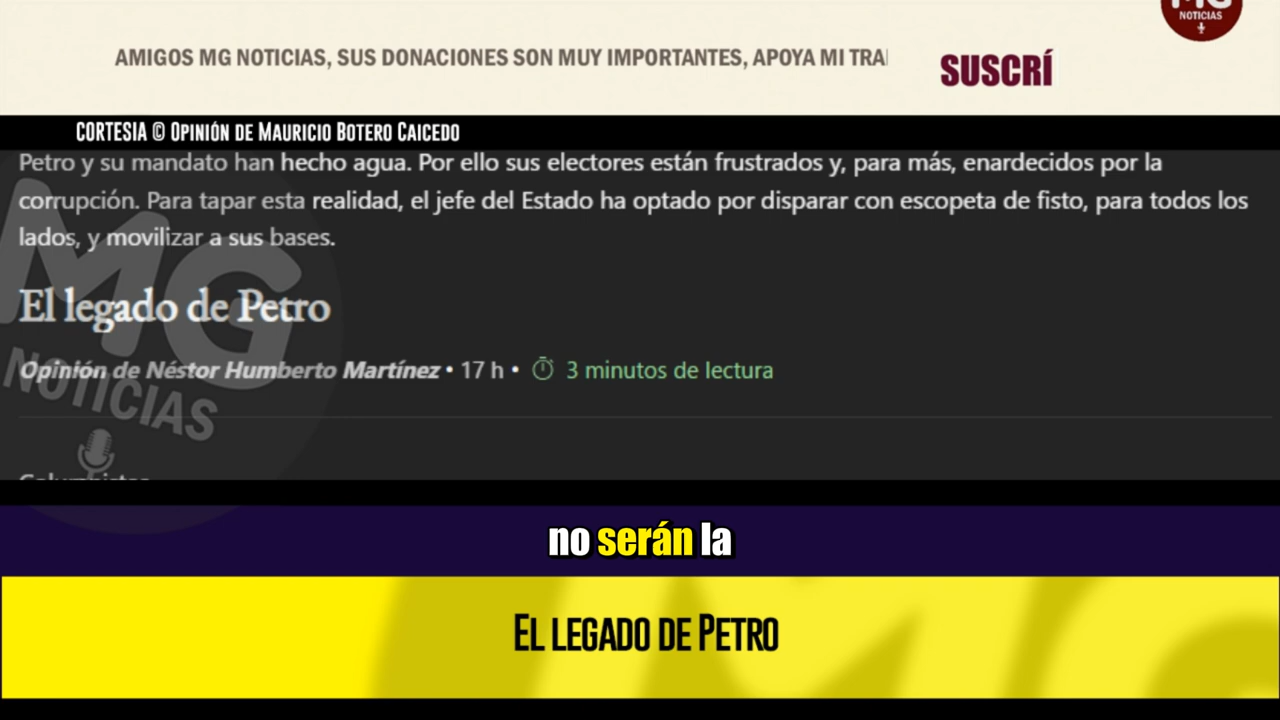 MG
NOTICIAS
AMIGOS MG NOTICIAS, SUS DONACIONES SON MUY IMPORTANTES, APOYA MI TRA
SUSCRÍ
CORTESIA © OPINIÓN DE MAURICIO BOTERO CAICEDO
Petro y su mandato han hecho agua. Por ello sus electores están frustrados y, para más, enardecidos por la
corrupción. Para tapar esta realidad, el jefe del Estado ha optado por disparar con escopeta de fisto, para todos los
lados, y movilizar a sus bases.
El legado de Petro
Opinión de Néstor Humberto Martínez • 17 h • 3 minutos de lectura
MG
NOTICIAS
no serán la
EL LEGADO DE PETRO